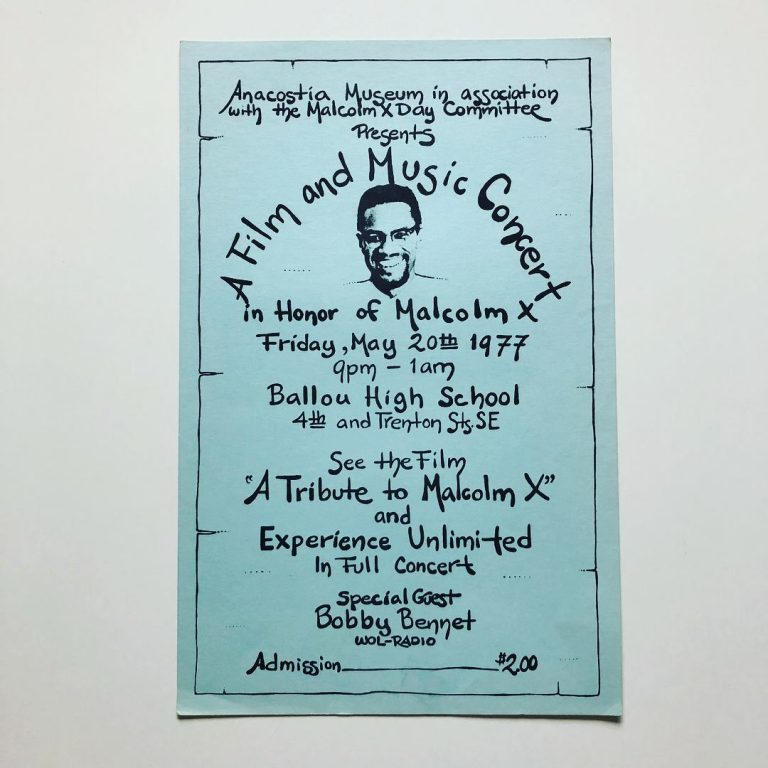 Anacostia Museum in association
with the Malcolm X Day Committee
Presents
A Film and Music Concert
in Honor of Malcolm X
Friday, May 20th 1977
9pm - 1am
Ballou High School
4th and Trenton Sts. SE
See the Film
"A Tribute to Malcolm X"
and
Experience Unlimited
In Full Concert
Special Guest
Bobby Bennet
WOL-RADIO
Admission__________$2.00